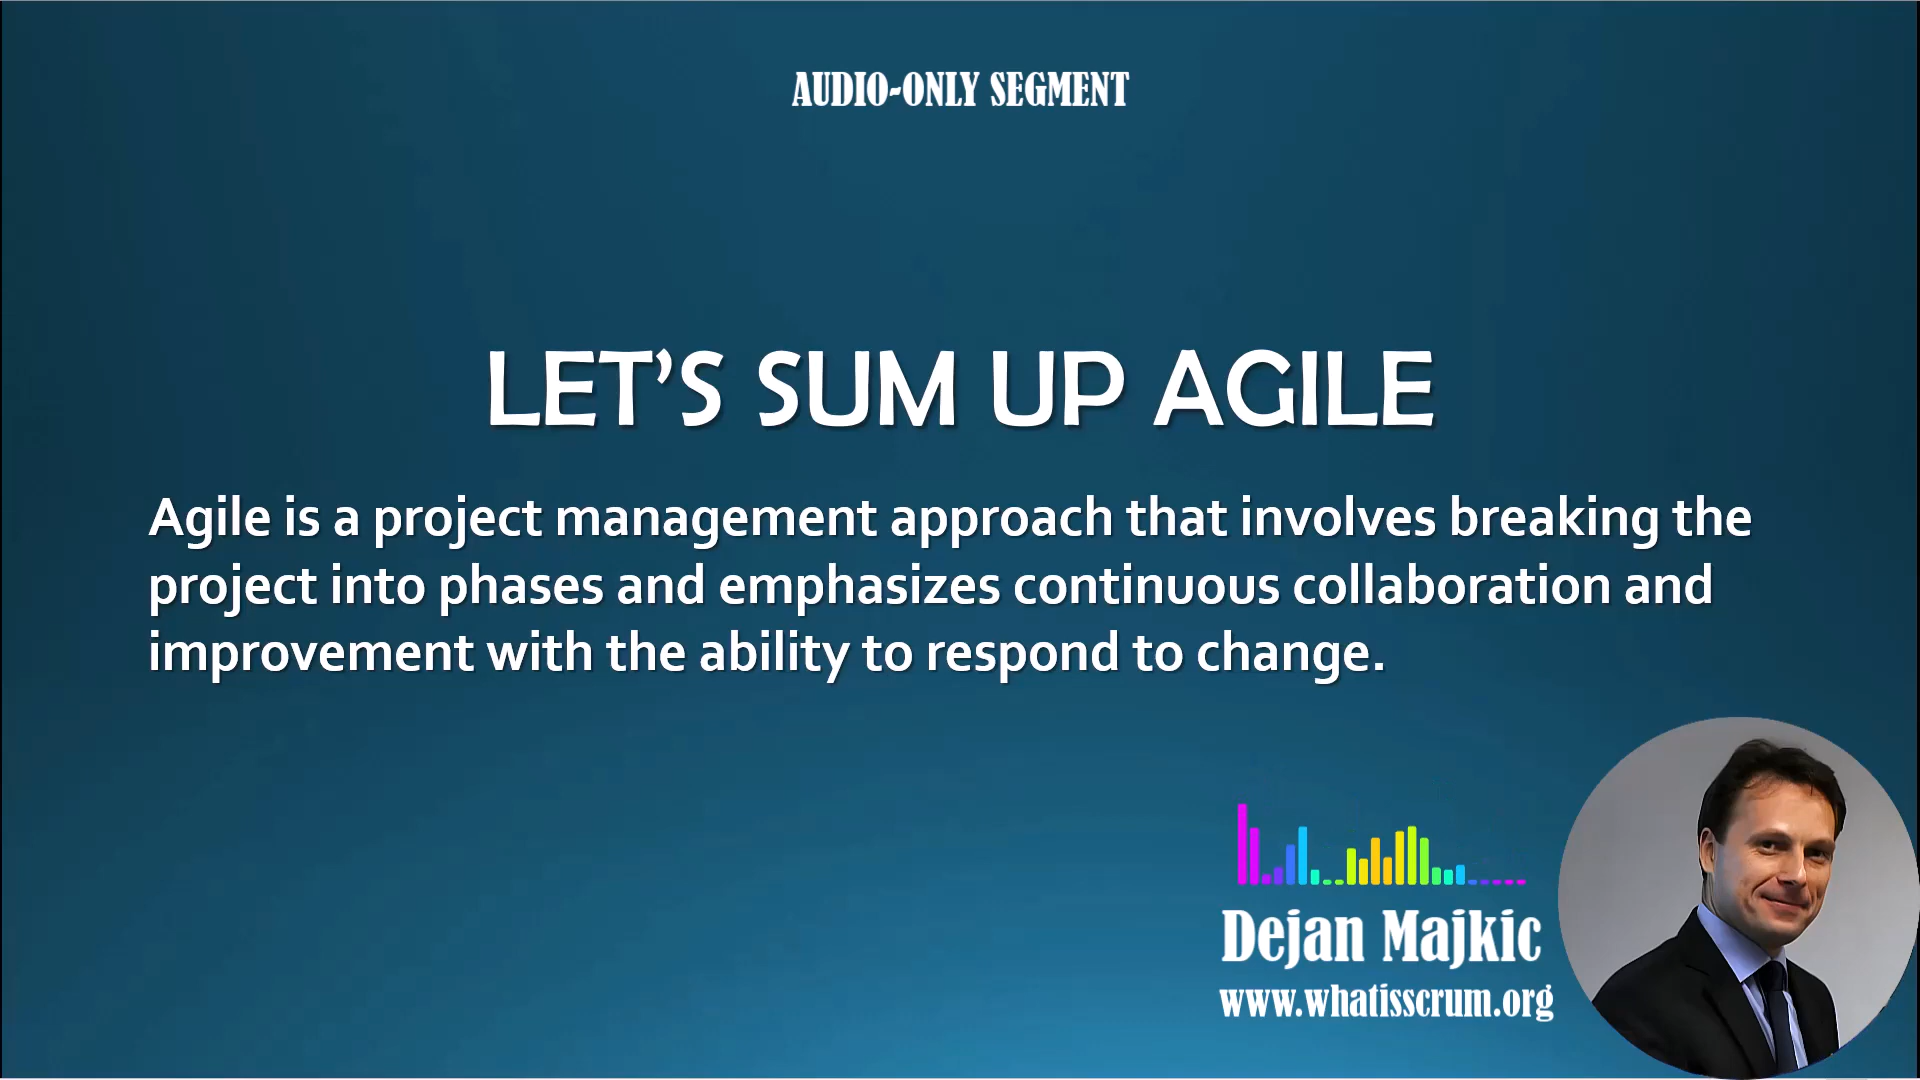 AUDIO-ONLY SEGMENT
LET’S SUM UP AGILE
Agile is a project management approach that involves breaking the
project into phases and emphasizes continuous collaboration and
improvement with the ability to respond to change.
Dejan Majkic
www.whatisscrum.org